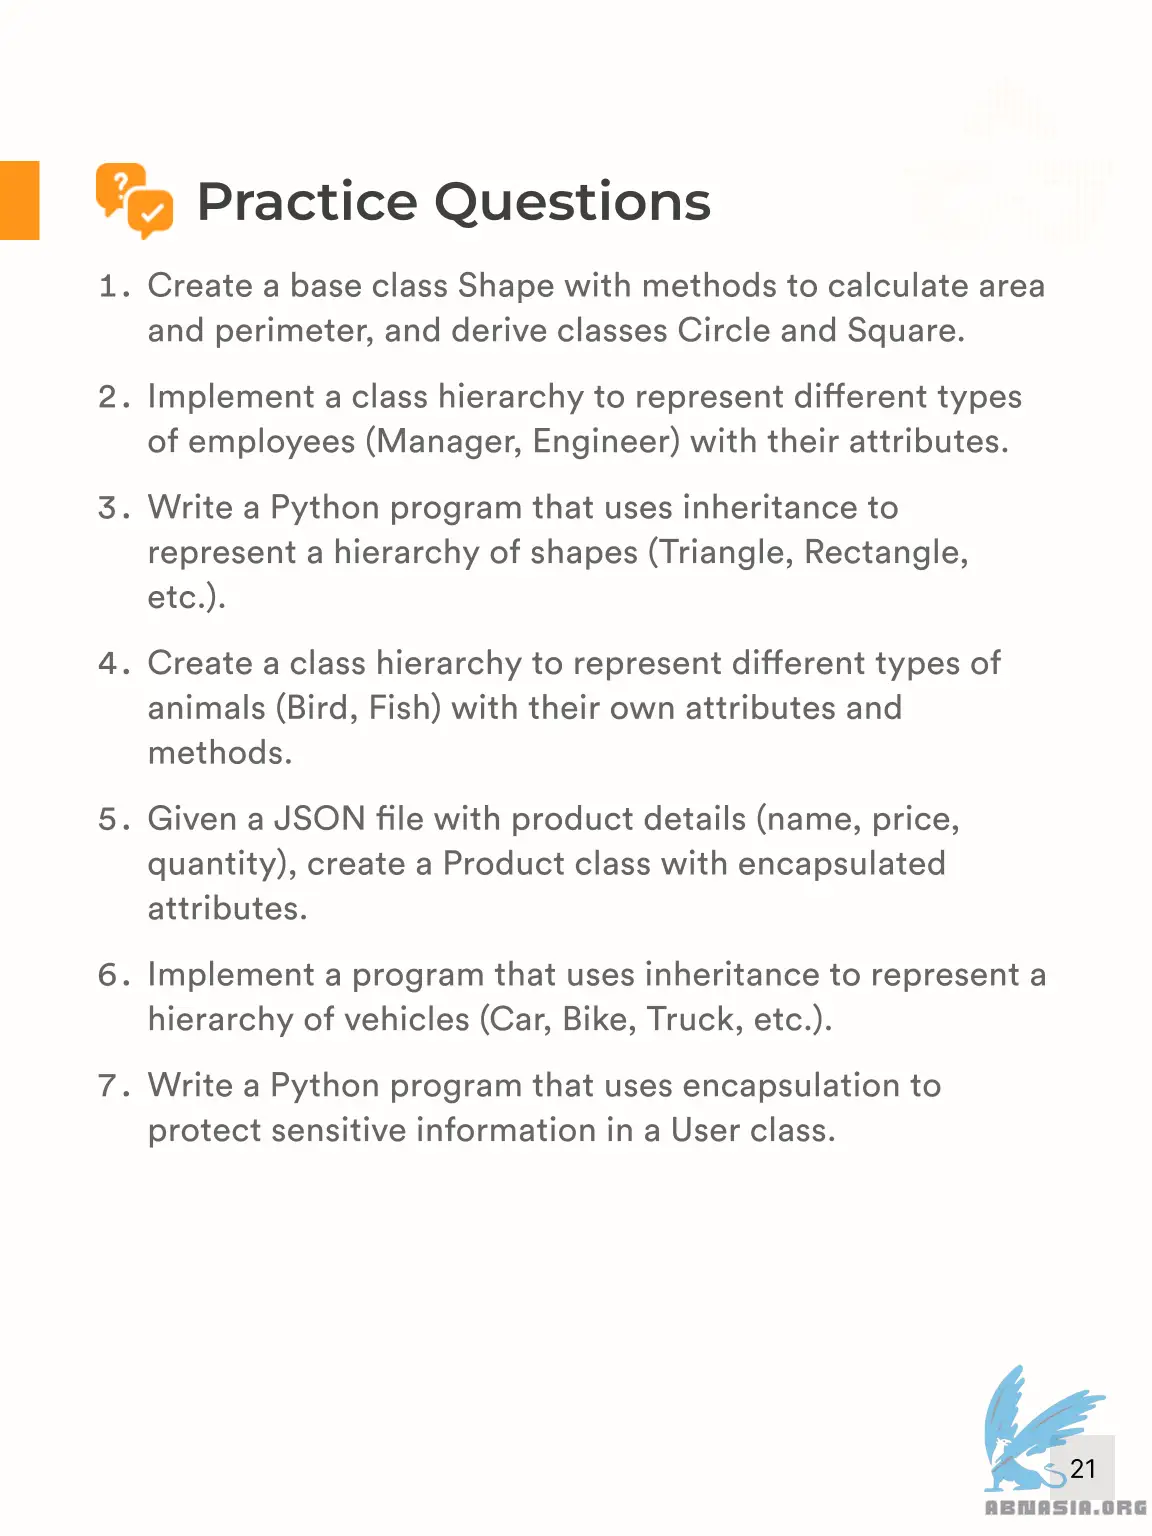 Practice Questions
1. Create a base class Shape with methods to calculate area
and perimeter, and derive classes Circle and Square.
2. Implement a class hierarchy to represent different types
of employees (Manager, Engineer) with their attributes.
3. Write a Python program that uses inheritance to
represent a hierarchy of shapes (Triangle, Rectangle,
etc.).
4. Create a class hierarchy to represent different types of
animals (Bird, Fish) with their own attributes and
methods.
5. Given a JSON file with product details (name, price,
quantity), create a Product class with encapsulated
attributes.
6. Implement a program that uses inheritance to represent a
hierarchy of vehicles (Car, Bike, Truck, etc.).
7. Write a Python program that uses encapsulation to
protect sensitive information in a User class.
21
ABNASIA.ORG